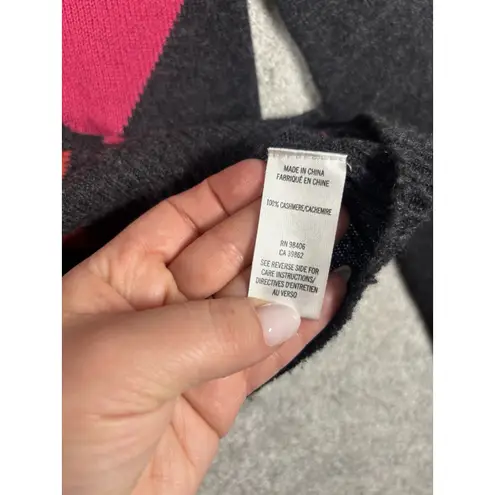 MADE IN CHINA
FABRIQUÉ EN CHINE
100% CASHMERE/CACHEMIRE
RN 98406
CA 39862
SEE REVERSE SIDE FOR
CARE INSTRUCTIONS/
DIRECTIVES D'ENTRETIEN
AU VERSO